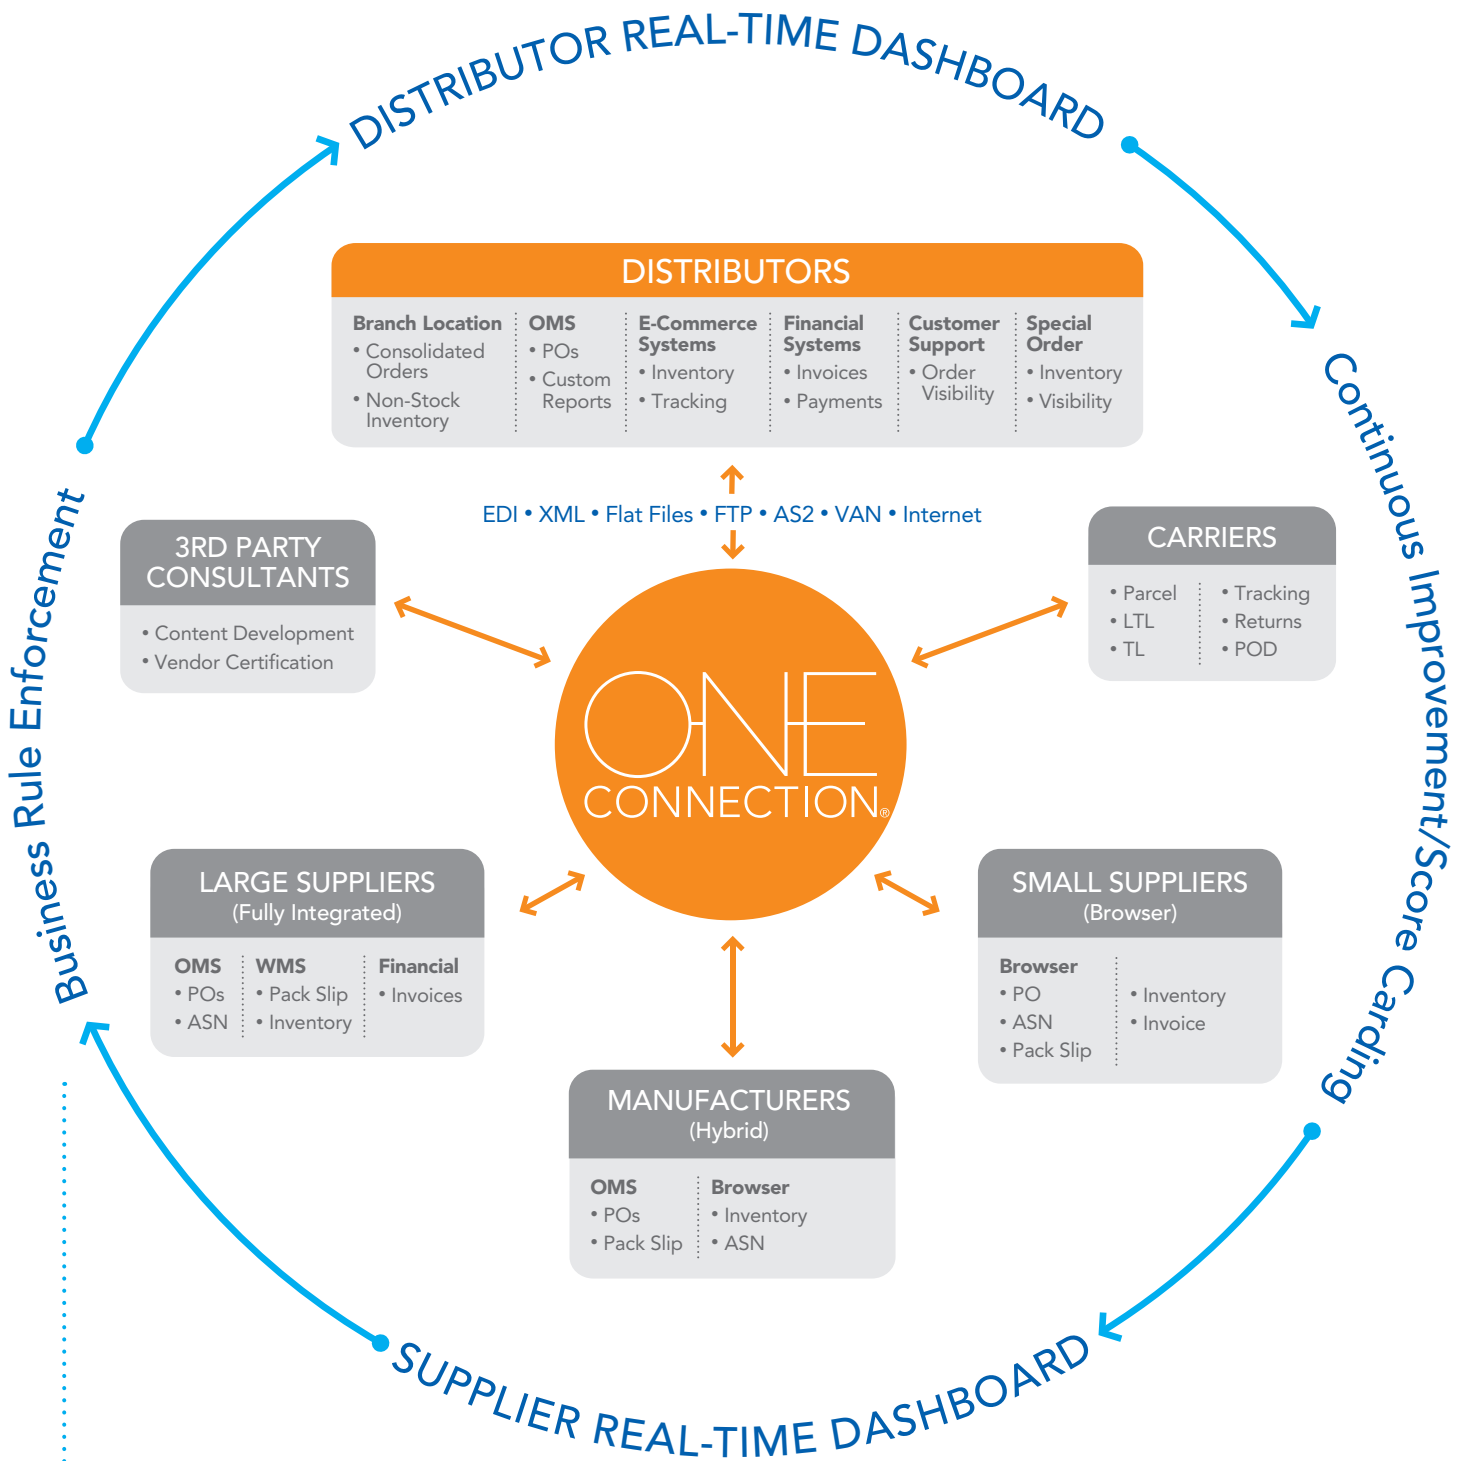 DISTRIBUTOR REAL-TIME DASHBOARD
DISTRIBUTORS
Branch Location
• Consolidated
Orders
• Non-Stock
Inventory
OMS
• POs
• Custom
Reports
E-Commerce
Systems
• Inventory
• Tracking
Financial
Systems
• Invoices
• Payments
Customer
Support
• Order
Visibility
Special
Order
• Inventory
• Visibility
EDI • XML • Flat Files • FTP • AS2 • VAN • Internet
3RD PARTY
CONSULTANTS
• Content Development
• Vendor Certification
CARRIERS
• Parcel
• LTL
• TL
• Tracking
• Returns
• POD
Continuous Improvement/Score Carding
Business Rule Enforcement
ONE
CONNECTION®
LARGE SUPPLIERS
(Fully Integrated)
OMS
• POs
• ASN
WMS
• Pack Slip
• Inventory
Financial
• Invoices
SMALL SUPPLIERS
(Browser)
Browser
• PO
• ASN
• Pack Slip
• Inventory
• Invoice
MANUFACTURERS
(Hybrid)
OMS
• POs
• Pack Slip
Browser
• Inventory
• ASN
SUPPLIER REAL-TIME DASHBOARD